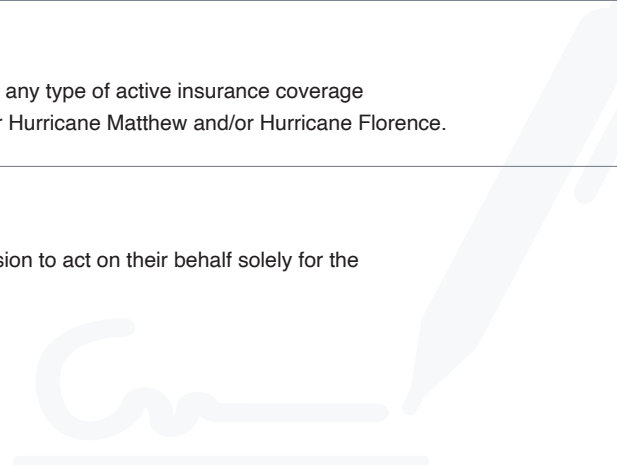 any type of active insurance coverage
r Hurricane Matthew and/or Hurricane Florence.
sion to act on their behalf solely for the